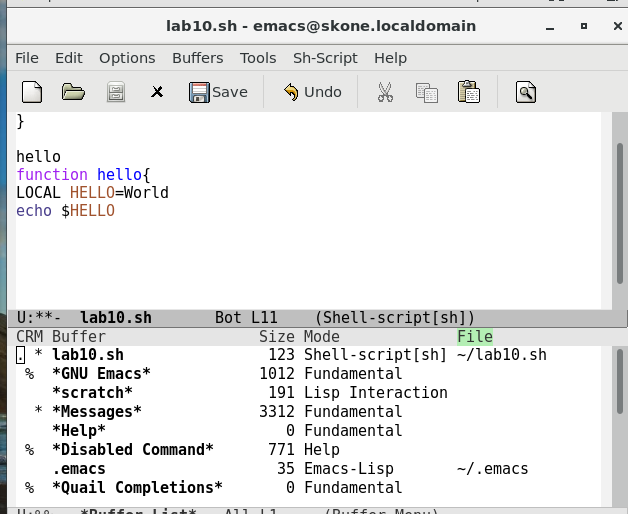 lab10.sh - emacs@skone.localdomain
File Edit Options Buffers Tools Sh-Script Help
Save Undo
}
hello
function hello{
LOCAL HELLO=World
echo $HELLO
U:**- lab10.sh Bot L11 (Shell-script[sh])
CRM Buffer Size Mode File
. * lab10.sh 123 Shell-script[sh] ~/lab10.sh
% *GNU Emacs* 1012 Fundamental
*scratch* 191 Lisp Interaction
* *Messages* 3312 Fundamental
*Help* 0 Fundamental
% *Disabled Command* 771 Help
.emacs 35 Emacs-Lisp ~/.emacs
% *Quail Completions* 0 Fundamental
U:%%- *Buffer List* All L1 (Buffer Menu)